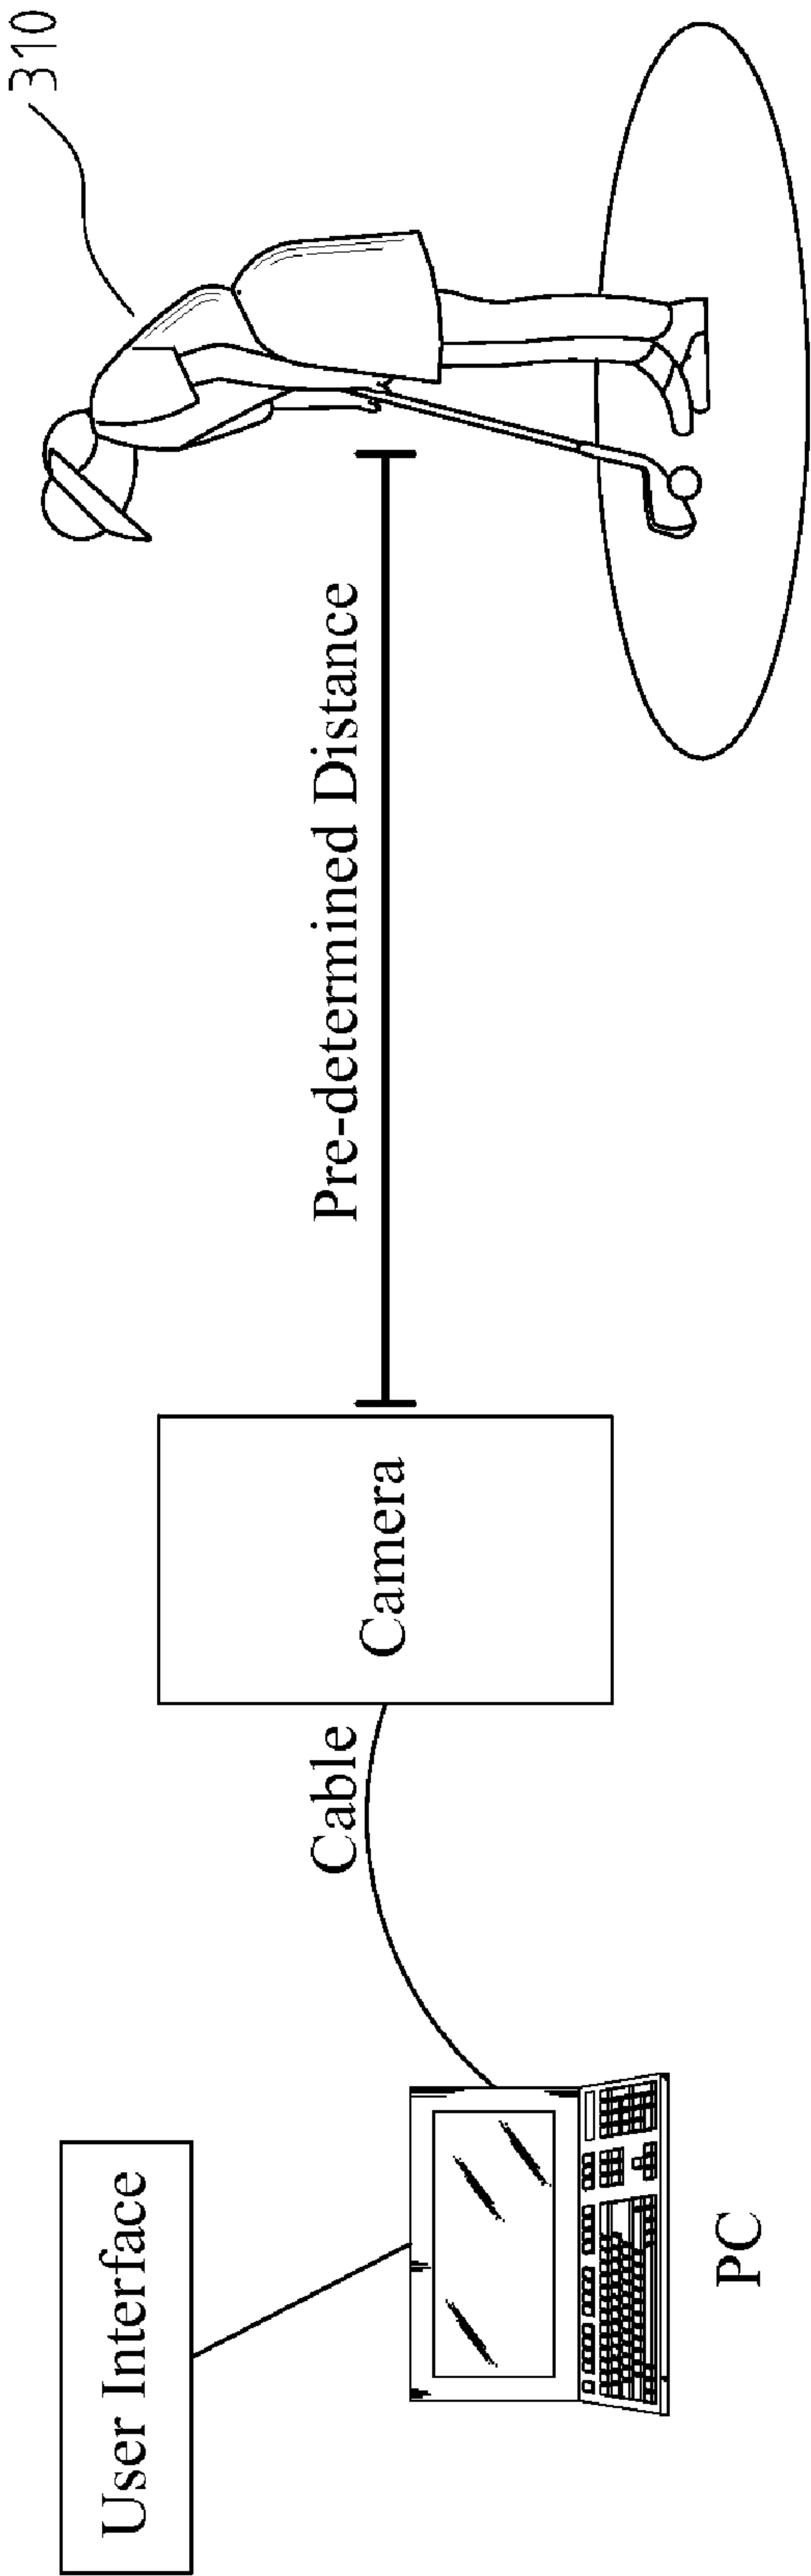 User Interface
PC
Cable
Camera
Pre-determined Distance
310